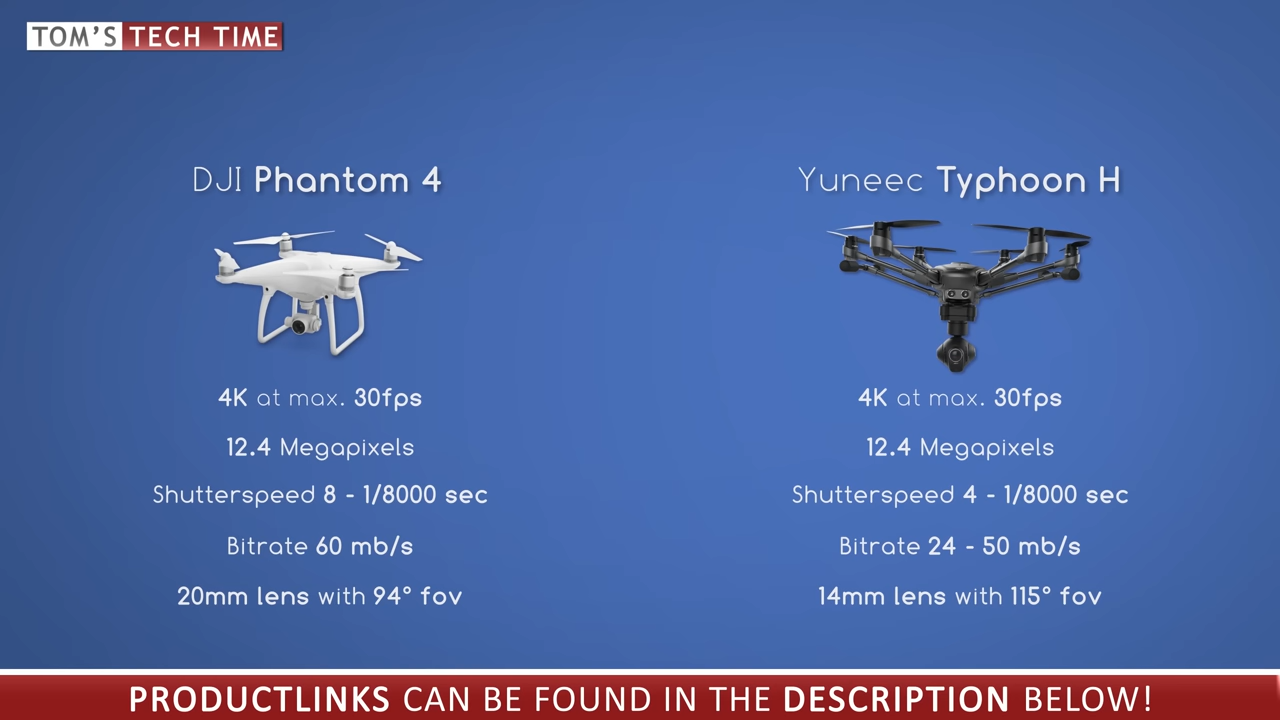 TOM'S TECH TIME
DJI Phantom 4
4K at max. 30fps
12.4 Megapixels
Shutterspeed 8 - 1/8000 sec
Bitrate 60 mb/s
20mm lens with 94° fov
Yuneec Typhoon H
4K at max. 30fps
12.4 Megapixels
Shutterspeed 4 - 1/8000 sec
Bitrate 24 - 50 mb/s
14mm lens with 115° fov
PRODUCTLINKS CAN BE FOUND IN THE DESCRIPTION BELOW!